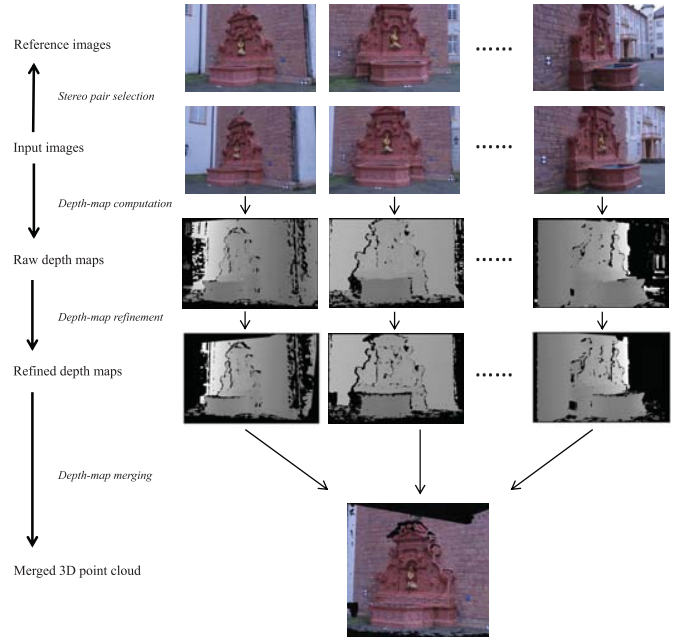 Reference images
Stereo pair selection
Input images
Depth-map computation
Raw depth maps
Depth-map refinement
Refined depth maps
Depth-map merging
Merged 3D point cloud